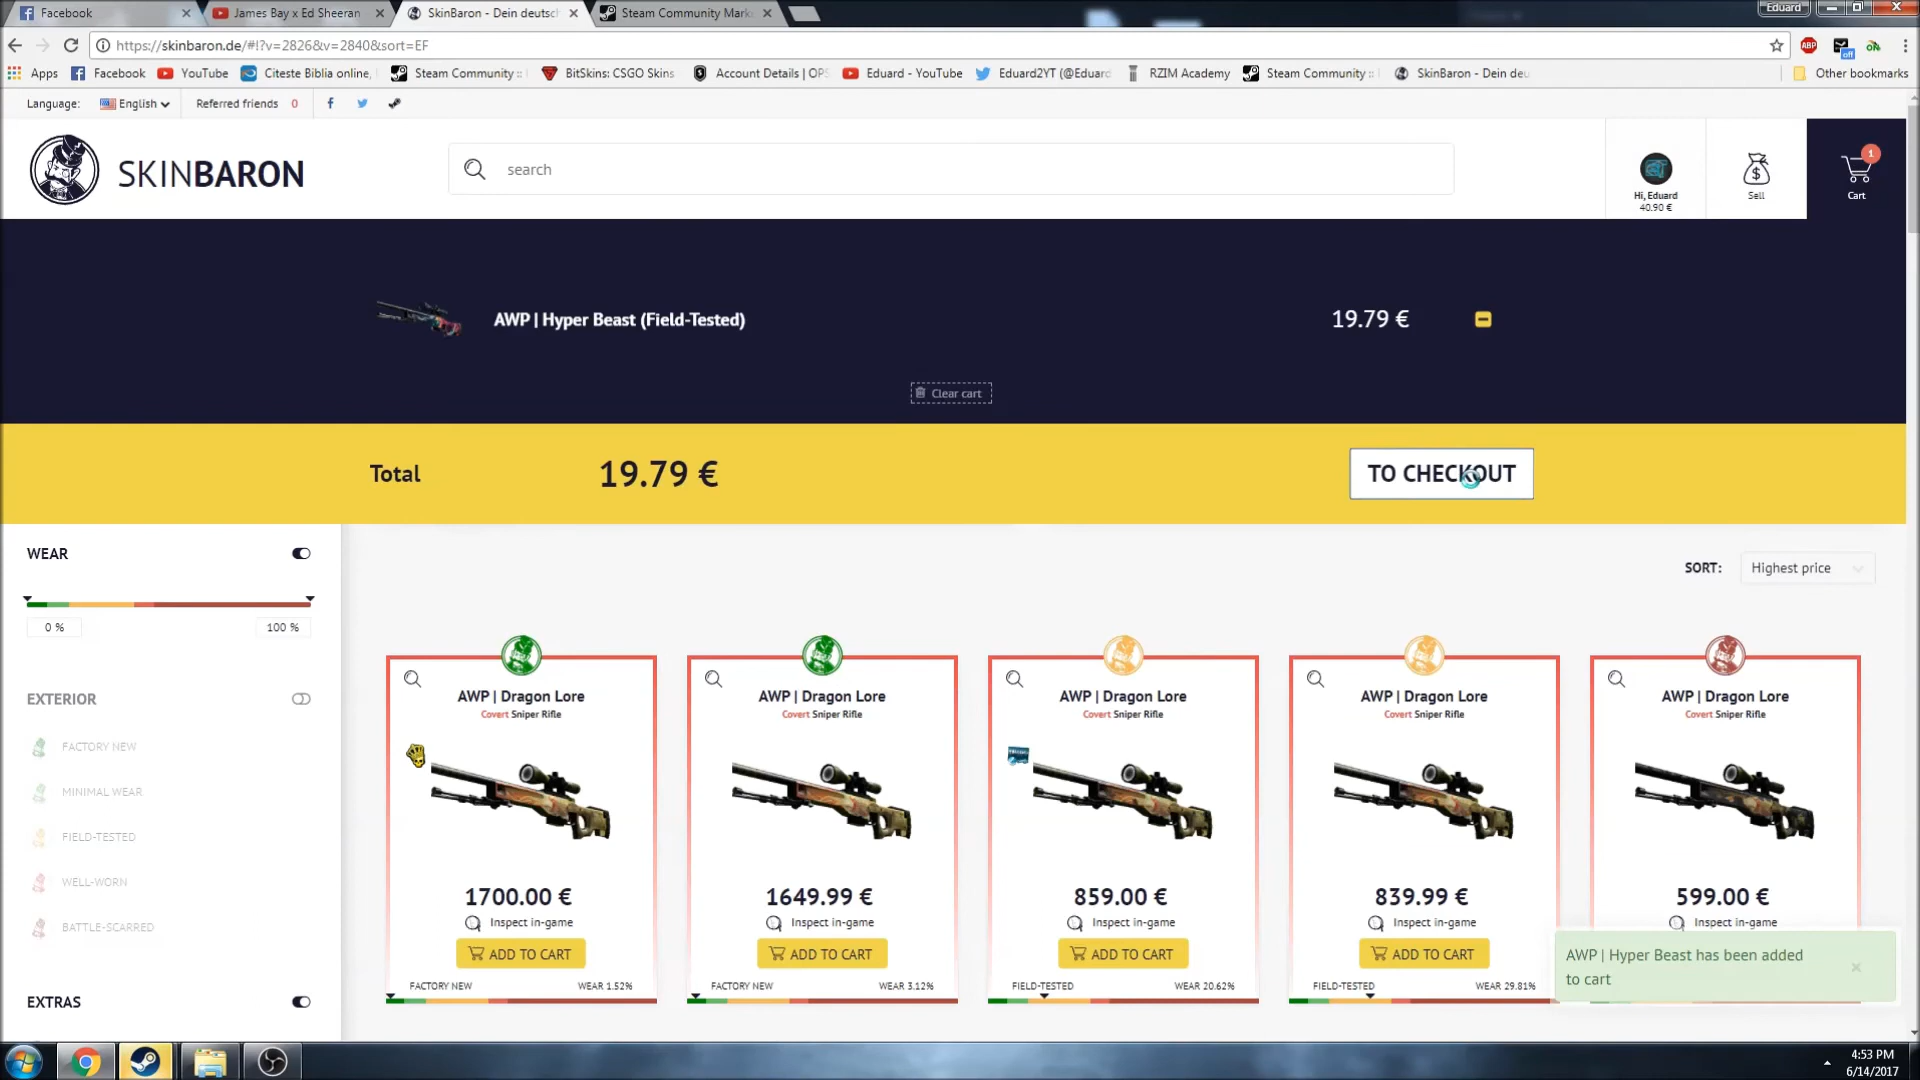 Facebook
James Bay x Ed Sheeran
SkinBaron - Dein deutsc
Steam Community Mark
Eduard
https://skinbaron.de/#!?v=2826&v=2840&sort=EF
ABP
off
Apps
Facebook
YouTube
Citeste Biblia online,
Steam Community ::
BitSkins: CSGO Skins
Account Details | OPS
Eduard - YouTube
Eduard2YT (@Eduard
RZIM Academy
Steam Community ::
SkinBaron - Dein deu
Other bookmarks
Language:
English
Referred friends 0
SKINBARON
search
Hi, Eduard
40.90 €
Sell
1
Cart
AWP | Hyper Beast (Field-Tested)
19.79 €
Clear cart
Total
19.79 €
TO CHECKOUT
WEAR
0 %
100 %
EXTERIOR
FACTORY NEW
MINIMAL WEAR
FIELD-TESTED
WELL-WORN
BATTLE-SCARRED
EXTRAS
SORT:
Highest price
AWP | Dragon Lore
Covert Sniper Rifle
1700.00 €
Inspect in-game
ADD TO CART
FACTORY NEW
WEAR 1.52%
AWP | Dragon Lore
Covert Sniper Rifle
1649.99 €
Inspect in-game
ADD TO CART
FACTORY NEW
WEAR 3.12%
AWP | Dragon Lore
Covert Sniper Rifle
859.00 €
Inspect in-game
ADD TO CART
FIELD-TESTED
WEAR 20.62%
AWP | Dragon Lore
Covert Sniper Rifle
839.99 €
Inspect in-game
ADD TO CART
FIELD-TESTED
WEAR 29.81%
AWP | Dragon Lore
Covert Sniper Rifle
599.00 €
Inspect in-game
AWP | Hyper Beast has been added
to cart
4:53 PM
6/14/2017